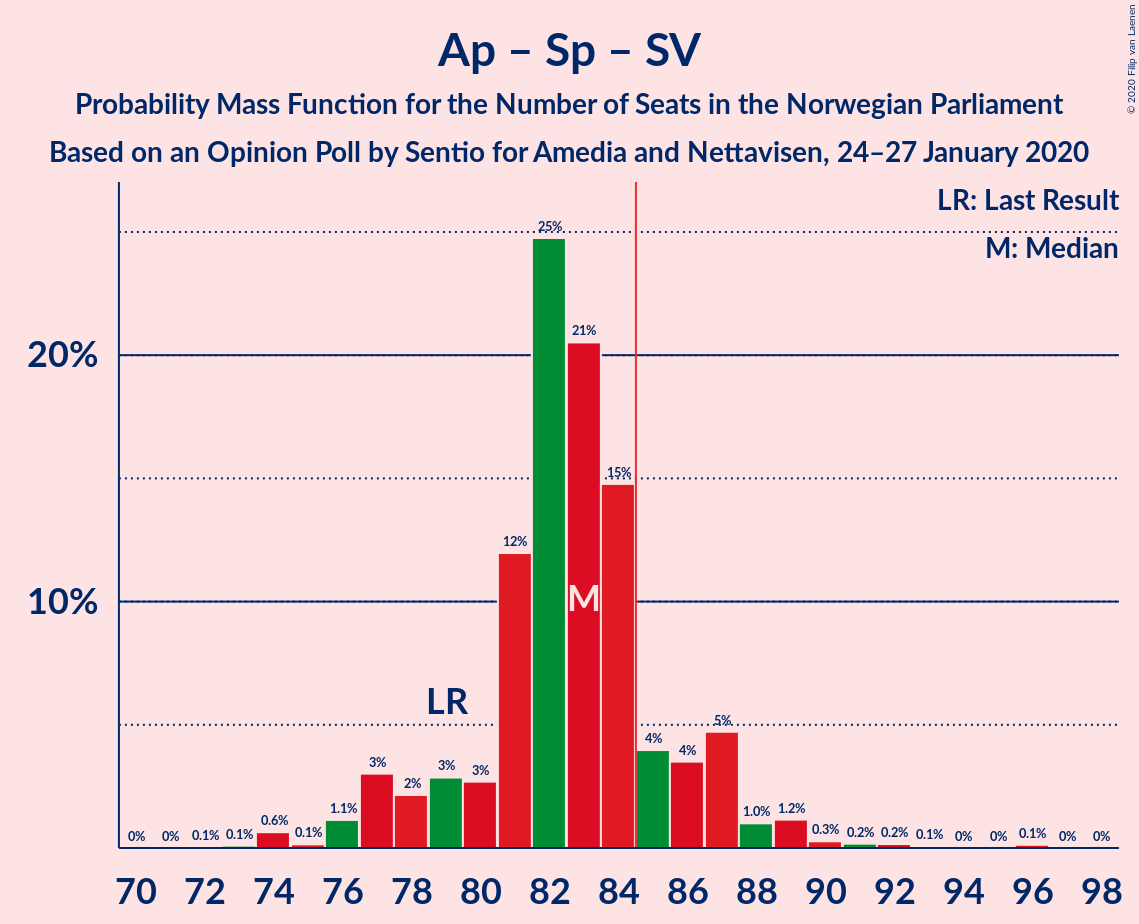 © 2020 Filip van Laenen
Ap – Sp – SV
Probability Mass Function for the Number of Seats in the Norwegian Parliament
Based on an Opinion Poll by Sentio for Amedia and Nettavisen, 24–27 January 2020
LR: Last Result
M: Median
20%
10%
0% 0% 0.1% 0.1% 0.6% 0.1% 1.1% 3% 2% 3% 3% 12% 25% 21% 15% 4% 4% 5% 1.0% 1.2% 0.3% 0.2% 0.2% 0.1% 0% 0% 0.1% 0% 0%
LR
M
70 72 74 76 78 80 82 84 86 88 90 92 94 96 98